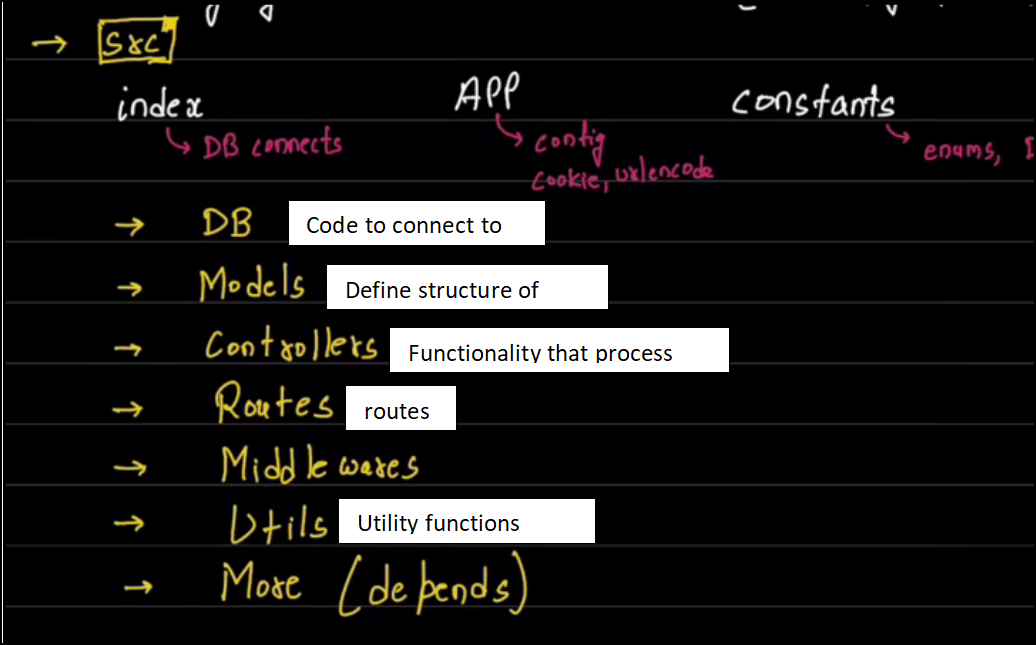 → src
index APP constants
↳ DB connects ↳ config ↳ enums,
cookie, urlencode
→ DB Code to connect to
→ Models Define structure of
→ Controllers Functionality that process
→ Routes routes
→ Middlewares
→ Utils Utility functions
→ More (depends)